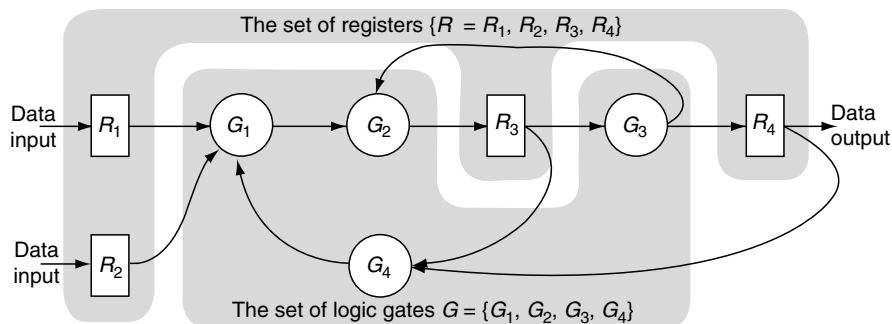 The set of registers {R = R1, R2, R3, R4}
Data
input
R1
G1
G2
R3
G3
R4
Data
output
Data
input
R2
G4
The set of logic gates G = {G1, G2, G3, G4}